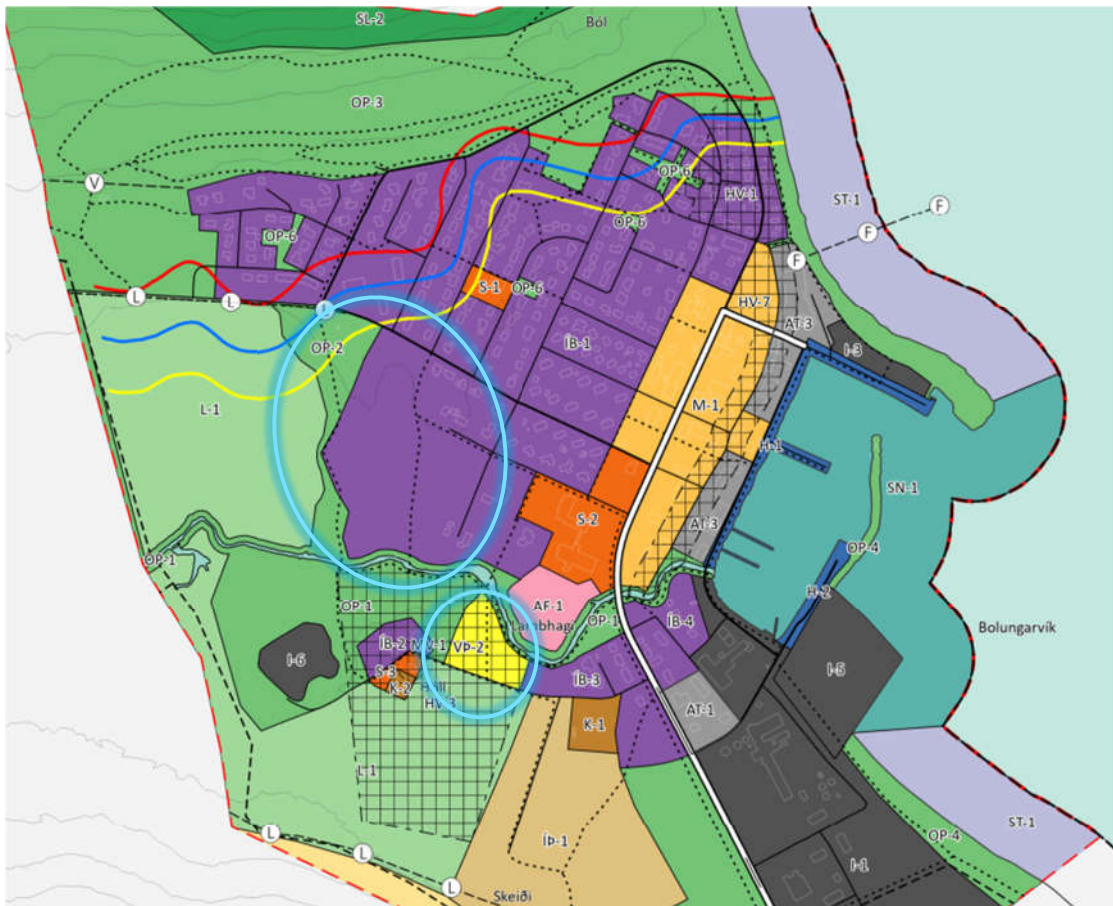 SL-2
Ból
OP-3
OP-6
V
HV-1
ST-1
F
OP-6
OP-6
F
F
S-1
OP-6
HV-7
L
L
L
AT-3
I-3
OP-2
ÍB-1
L-1
M-1
H-1
SN-1
S-2
AT-3
OP-4
OP-1
H-2
AF-1
Lambhagi
OP-1
OP-1
ÍB-4
Bolungarvík
ÍB-2
MV-1
VÞ-2
I-6
S-3
ÍB-3
I-5
K-2
HV-3
K-1
AT-1
L-1
ST-1
L
ÍÞ-1
OP-4
L
I-1
L
Skeiði